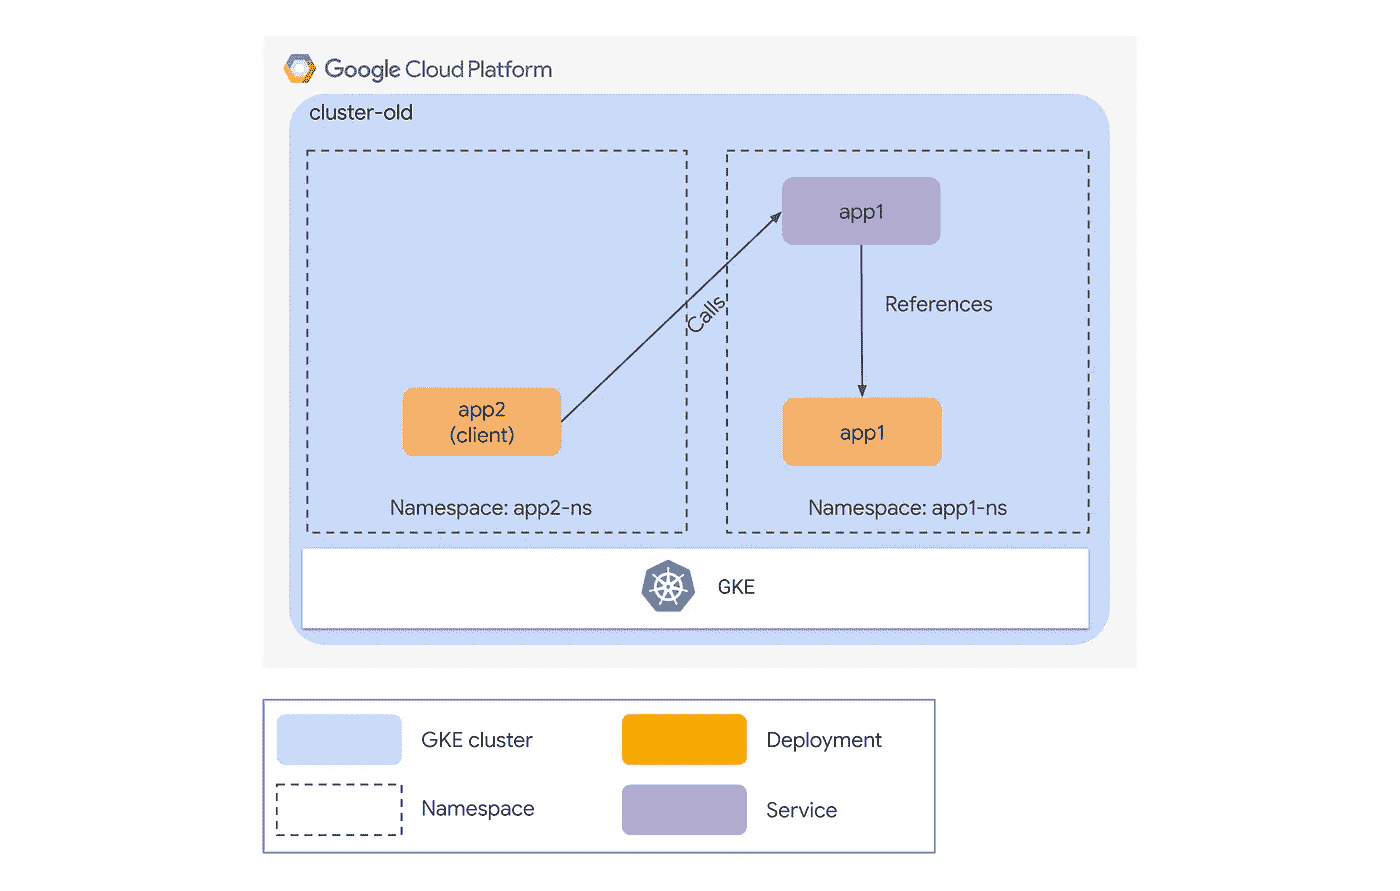 Google Cloud Platform
cluster-old
app1
Calls
References
app2
(client)
app1
Namespace: app2-ns
Namespace: app1-ns
GKE
GKE cluster
Deployment
Namespace
Service